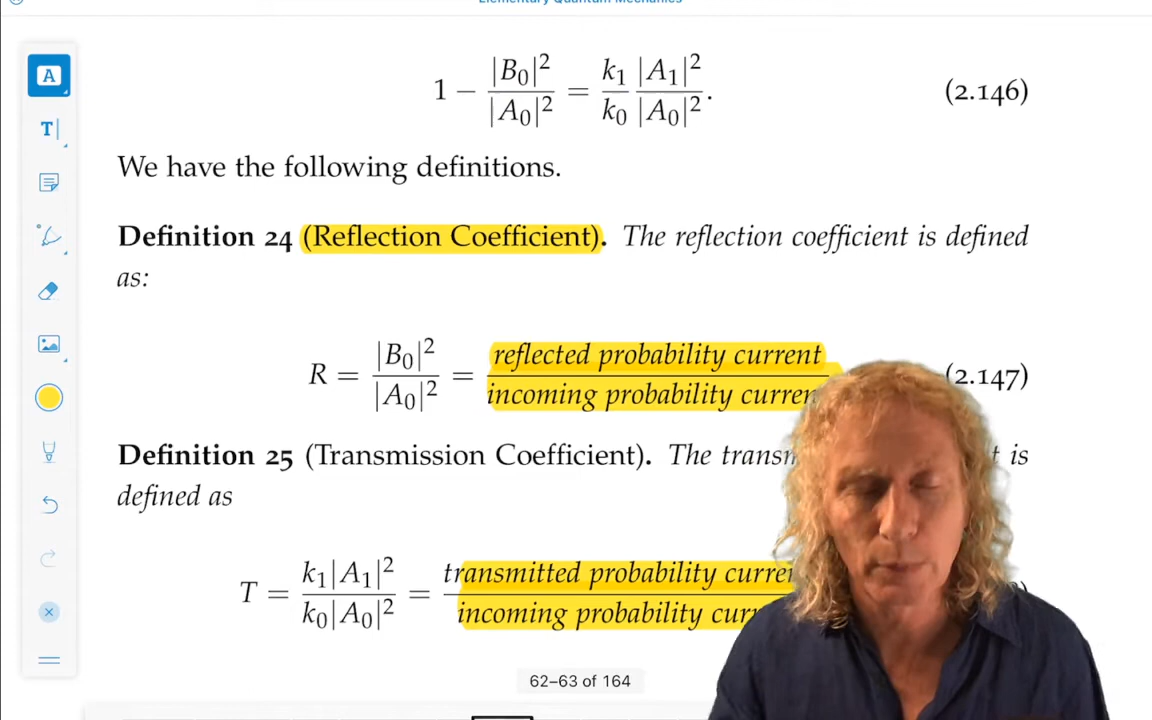 Elementary Quantum Mechanics
A
T|
1 − |B₀|²/|A₀|² = k₁/k₀ |A₁|²/|A₀|². (2.146)
We have the following definitions.
Definition 24 (Reflection Coefficient). The reflection coefficient is defined
as:
R = |B₀|²/|A₀|² = reflected probability current/incoming probability curren (2.147)
Definition 25 (Transmission Coefficient). The is
defined as
T = k₁|A₁|²/k₀|A₀|² = transmitted probability /incoming probability
62–63 of 164